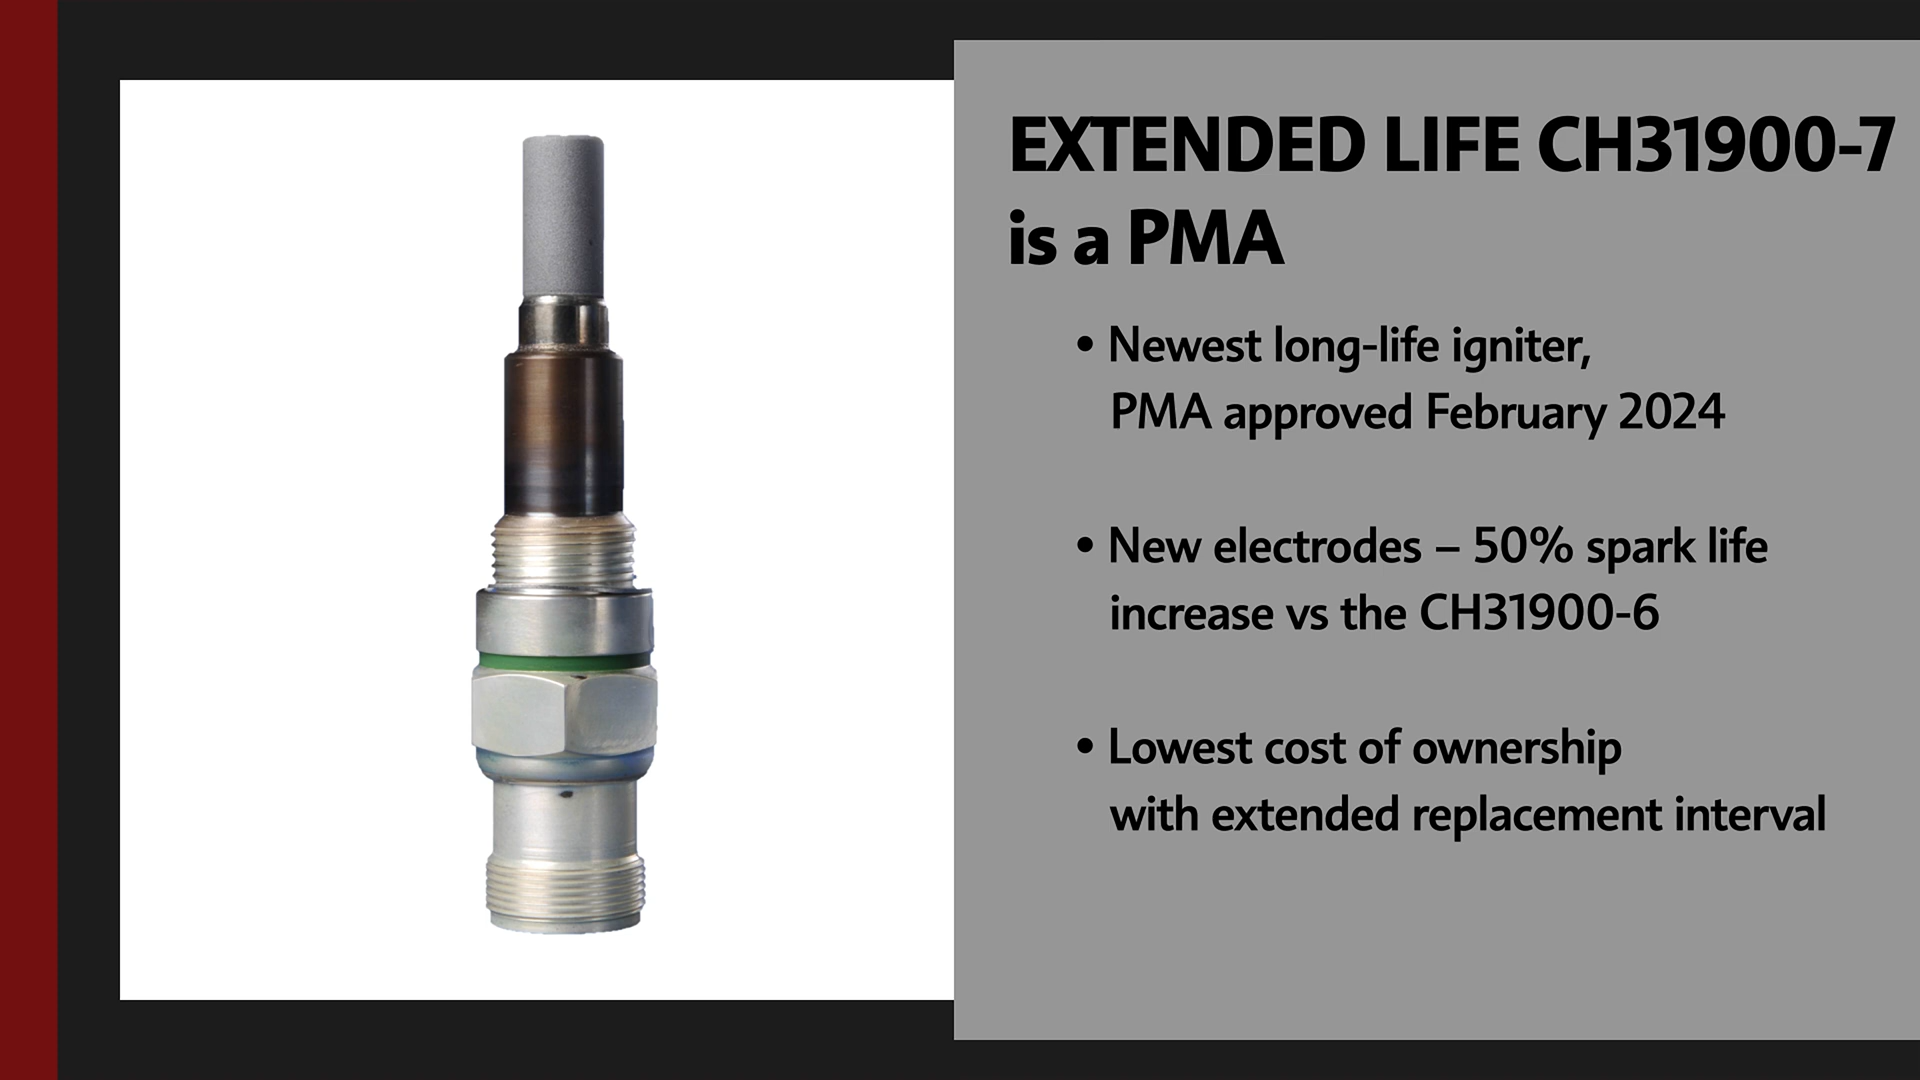 EXTENDED LIFE CH31900-7
is a PMA
• Newest long-life igniter,
PMA approved February 2024
• New electrodes – 50% spark life
increase vs the CH31900-6
• Lowest cost of ownership
with extended replacement interval